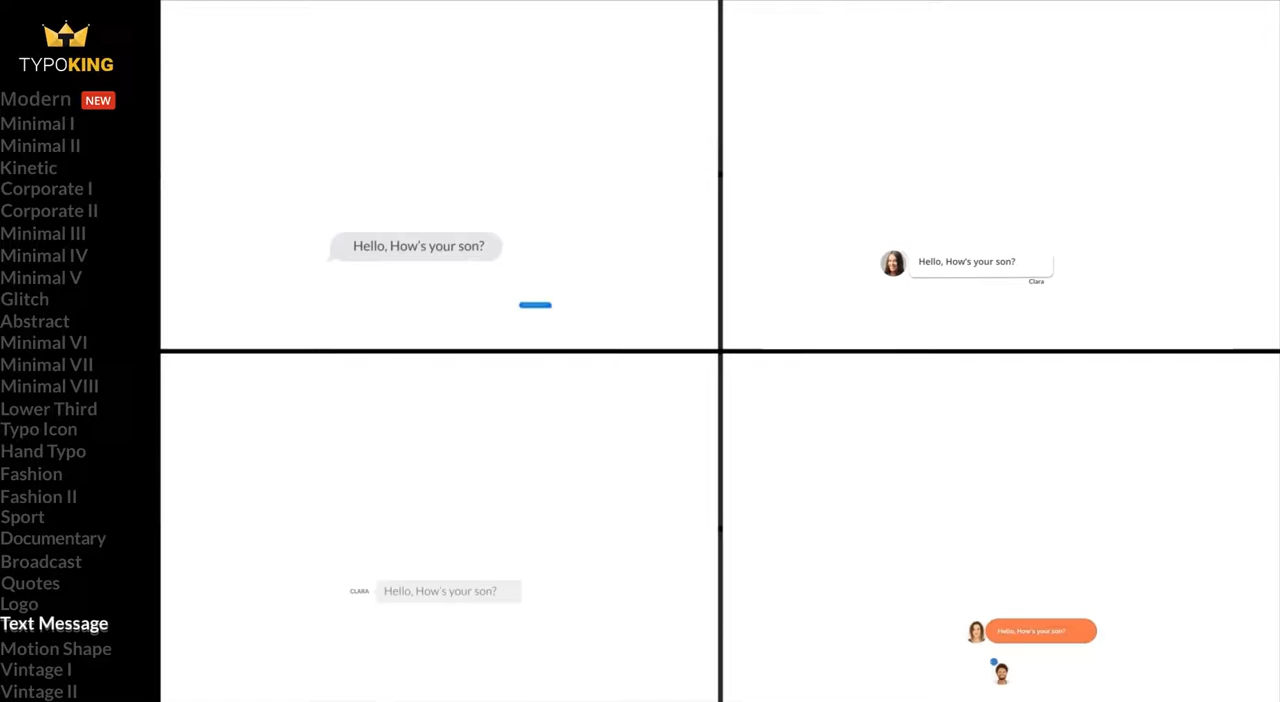 TYPOKING
Modern NEW
Minimal I
Minimal II
Kinetic
Corporate I
Corporate II
Minimal III
Minimal IV
Minimal V
Glitch
Abstract
Minimal VI
Minimal VII
Minimal VIII
Lower Third
Typo Icon
Hand Typo
Fashion
Fashion II
Sport
Documentary
Broadcast
Quotes
Logo
Text Message
Motion Shape
Vintage I
Vintage II
Hello, How's your son?
Hello, How's your son?
Clara
CLARA Hello, How's your son?
Hello, How's your son?